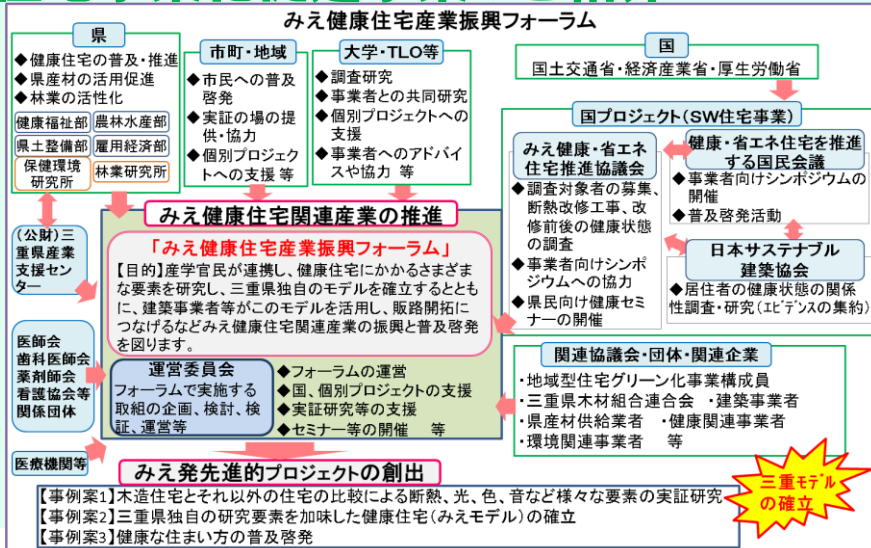 みえ健康住宅産業振興フォーラム
県
◆健康住宅の普及・推進
◆県産材の活用促進
◆林業の活性化
健康福祉部 農林水産部
県土整備部 雇用経済部
保健環境
研究所
林業研究所
市町・地域
◆市民への普及
啓発
◆実証の場の提
供・協力
◆個別プロジェク
トへの支援 等
大学・TLO等
◆調査研究
◆事業者との共同研究
◆個別プロジェクトへの
支援
◆事業者へのアドバイ
スや協力 等
国
国土交通省・経済産業省・厚生労働省
国プロジェクト(SW住宅事業)
みえ健康・省エネ
住宅推進協議会
◆調査対象者の募集、
断熱改修工事、改
修前後の健康状態
の調査
◆事業者向けシンポ
ジウムへの協力
◆県民向け健康セミ
ナーの開催
健康・省エネ住宅を推進
する国民会議
◆事業者向けシンポジウムの
開催
◆普及啓発活動
日本サステナブル
建築協会
◆居住者の健康状態の関係
性調査・研究(エビデンスの集約)
(公財)三
重県産業
支援セン
ター
医師会
歯科医師会
薬剤師会
看護協会等
関係団体
医療機関等
みえ健康住宅関連産業の推進
「みえ健康住宅産業振興フォーラム」
【目的】産学官民が連携し、健康住宅にかかるさまざま
な要素を研究し、三重県独自のモデルを確立するととも
に、建築事業者等がこのモデルを活用し、販路開拓に
つなげるなどみえ健康住宅関連産業の振興と普及啓発
を図ります。
運営委員会
フォーラムで実施する
取組の企画、検討、検
証、運営等
◆フォーラムの運営
◆国、個別プロジェクトの支援
◆実証研究等の支援
◆セミナー等の開催 等
関連協議会・団体・関連企業
・地域型住宅グリーン化事業構成員
・三重県木材組合連合会 ・建築事業者
・県産材供給業者 ・健康関連事業者
・環境関連事業者 等
みえ発先進的プロジェクトの創出
【事例案1】木造住宅とそれ以外の住宅の比較による断熱、光、色、音など様々な要素の実証研究
【事例案2】三重県独自の研究要素を加味した健康住宅(みえモデル)の確立
【事例案3】健康な住まい方の普及啓発
三重モデル
の確立